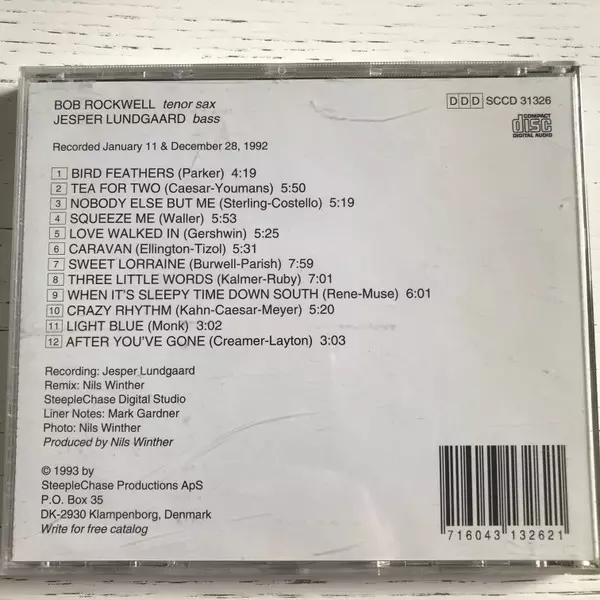 BOB ROCKWELL tenor sax
JESPER LUNDGAARD bass
DDD SCCD 31326
COMPACT
disc
DIGITAL AUDIO
Recorded January 11 & December 28, 1992
1 BIRD FEATHERS (Parker) 4:19
2 TEA FOR TWO (Caesar-Youmans) 5:50
3 NOBODY ELSE BUT ME (Sterling-Costello) 5:19
4 SQUEEZE ME (Waller) 5:53
5 LOVE WALKED IN (Gershwin) 5:25
6 CARAVAN (Ellington-Tizol) 5:31
7 SWEET LORRAINE (Burwell-Parish) 7:59
8 THREE LITTLE WORDS (Kalmer-Ruby) 7:01
9 WHEN IT'S SLEEPY TIME DOWN SOUTH (Rene-Muse) 6:01
10 CRAZY RHYTHM (Kahn-Caesar-Meyer) 5:20
11 LIGHT BLUE (Monk) 3:02
12 AFTER YOU'VE GONE (Creamer-Layton) 3:03
Recording: Jesper Lundgaard
Remix: Nils Winther
SteepleChase Digital Studio
Liner Notes: Mark Gardner
Photo: Nils Winther
Produced by Nils Winther
© 1993 by
SteepleChase Productions ApS
P.O. Box 35
DK-2930 Klampenborg, Denmark
Write for free catalog
716043 132621